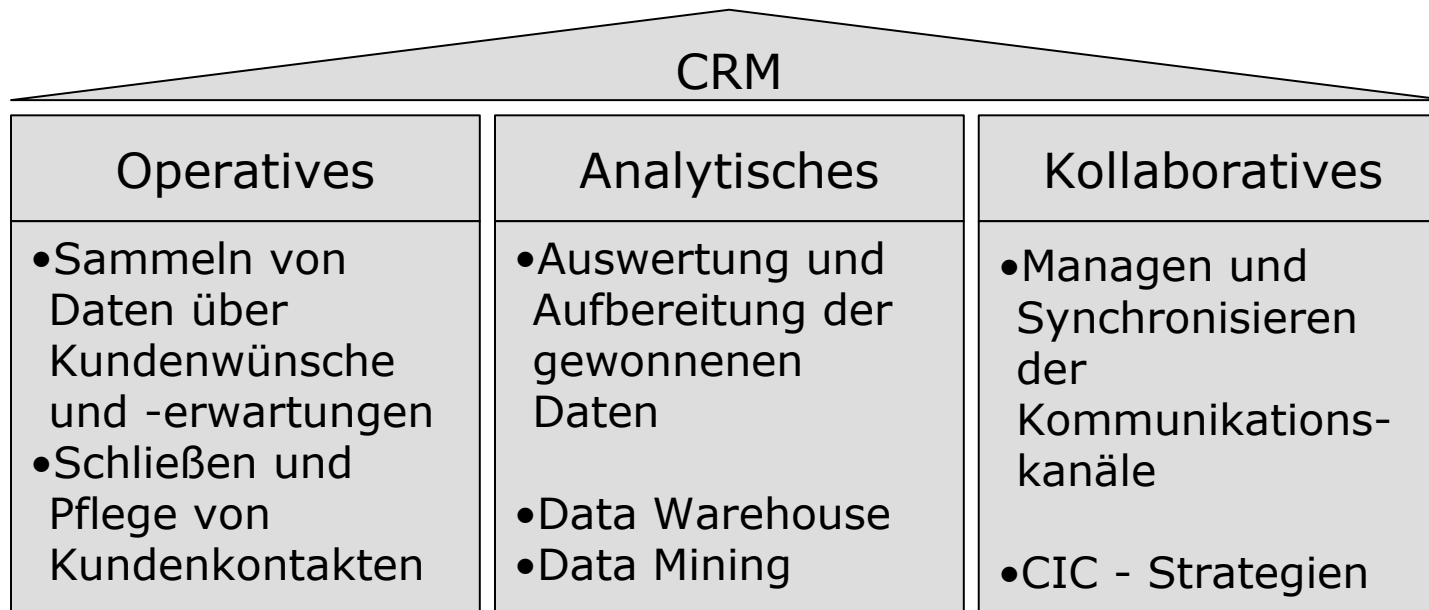 CRM
Operatives
•Sammeln von
Daten über
Kundenwünsche
und -erwartungen
•Schließen und
Pflege von
Kundenkontakten
Analytisches
•Auswertung und
Aufbereitung der
gewonnenen
Daten
•Data Warehouse
•Data Mining
Kollaboratives
•Managen und
Synchronisieren
der
Kommunikations-
kanäle
•CIC - Strategien